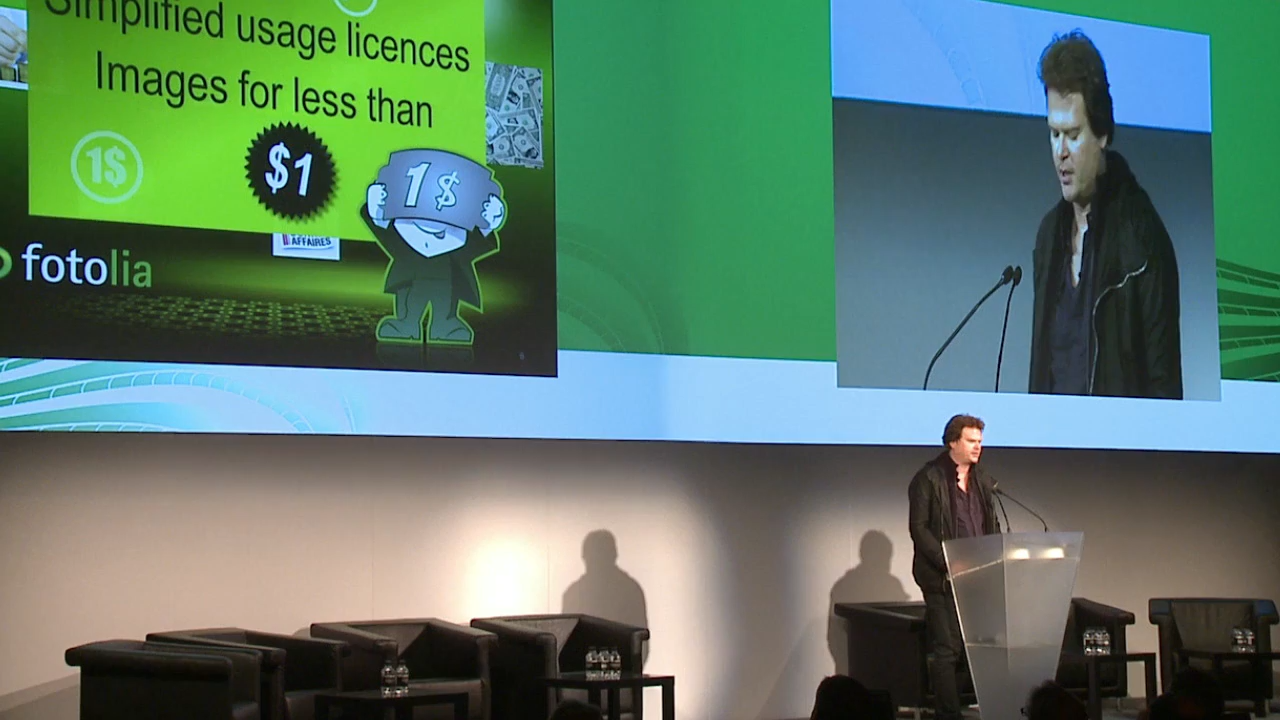 Simplified usage licences
Images for less than
1$
$1
1$
AFFAIRES
fotolia